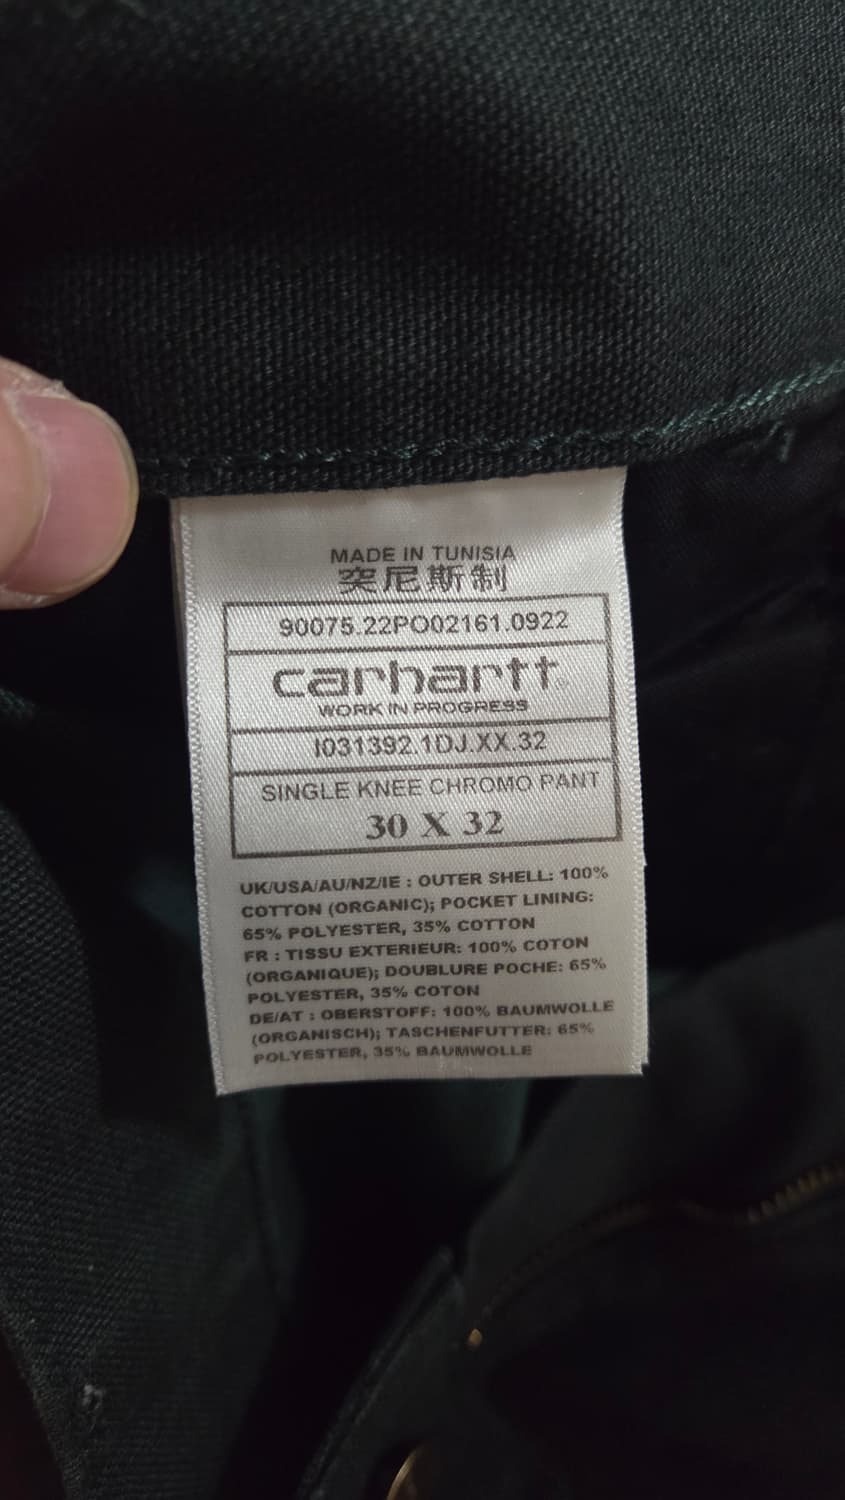 MADE IN TUNISIA
突尼斯制
90075.22PO02161.0922
carhartt®
WORK IN PROGRESS
I031392.1DJ.XX.32
SINGLE KNEE CHROMO PANT
30 X 32
UK/USA/AU/NZ/IE : OUTER SHELL: 100%
COTTON (ORGANIC); POCKET LINING:
65% POLYESTER, 35% COTTON
FR : TISSU EXTERIEUR: 100% COTON
(ORGANIQUE); DOUBLURE POCHE: 65%
POLYESTER, 35% COTON
DE/AT : OBERSTOFF: 100% BAUMWOLLE
(ORGANISCH); TASCHENFUTTER: 65%
POLYESTER, 35% BAUMWOLLE